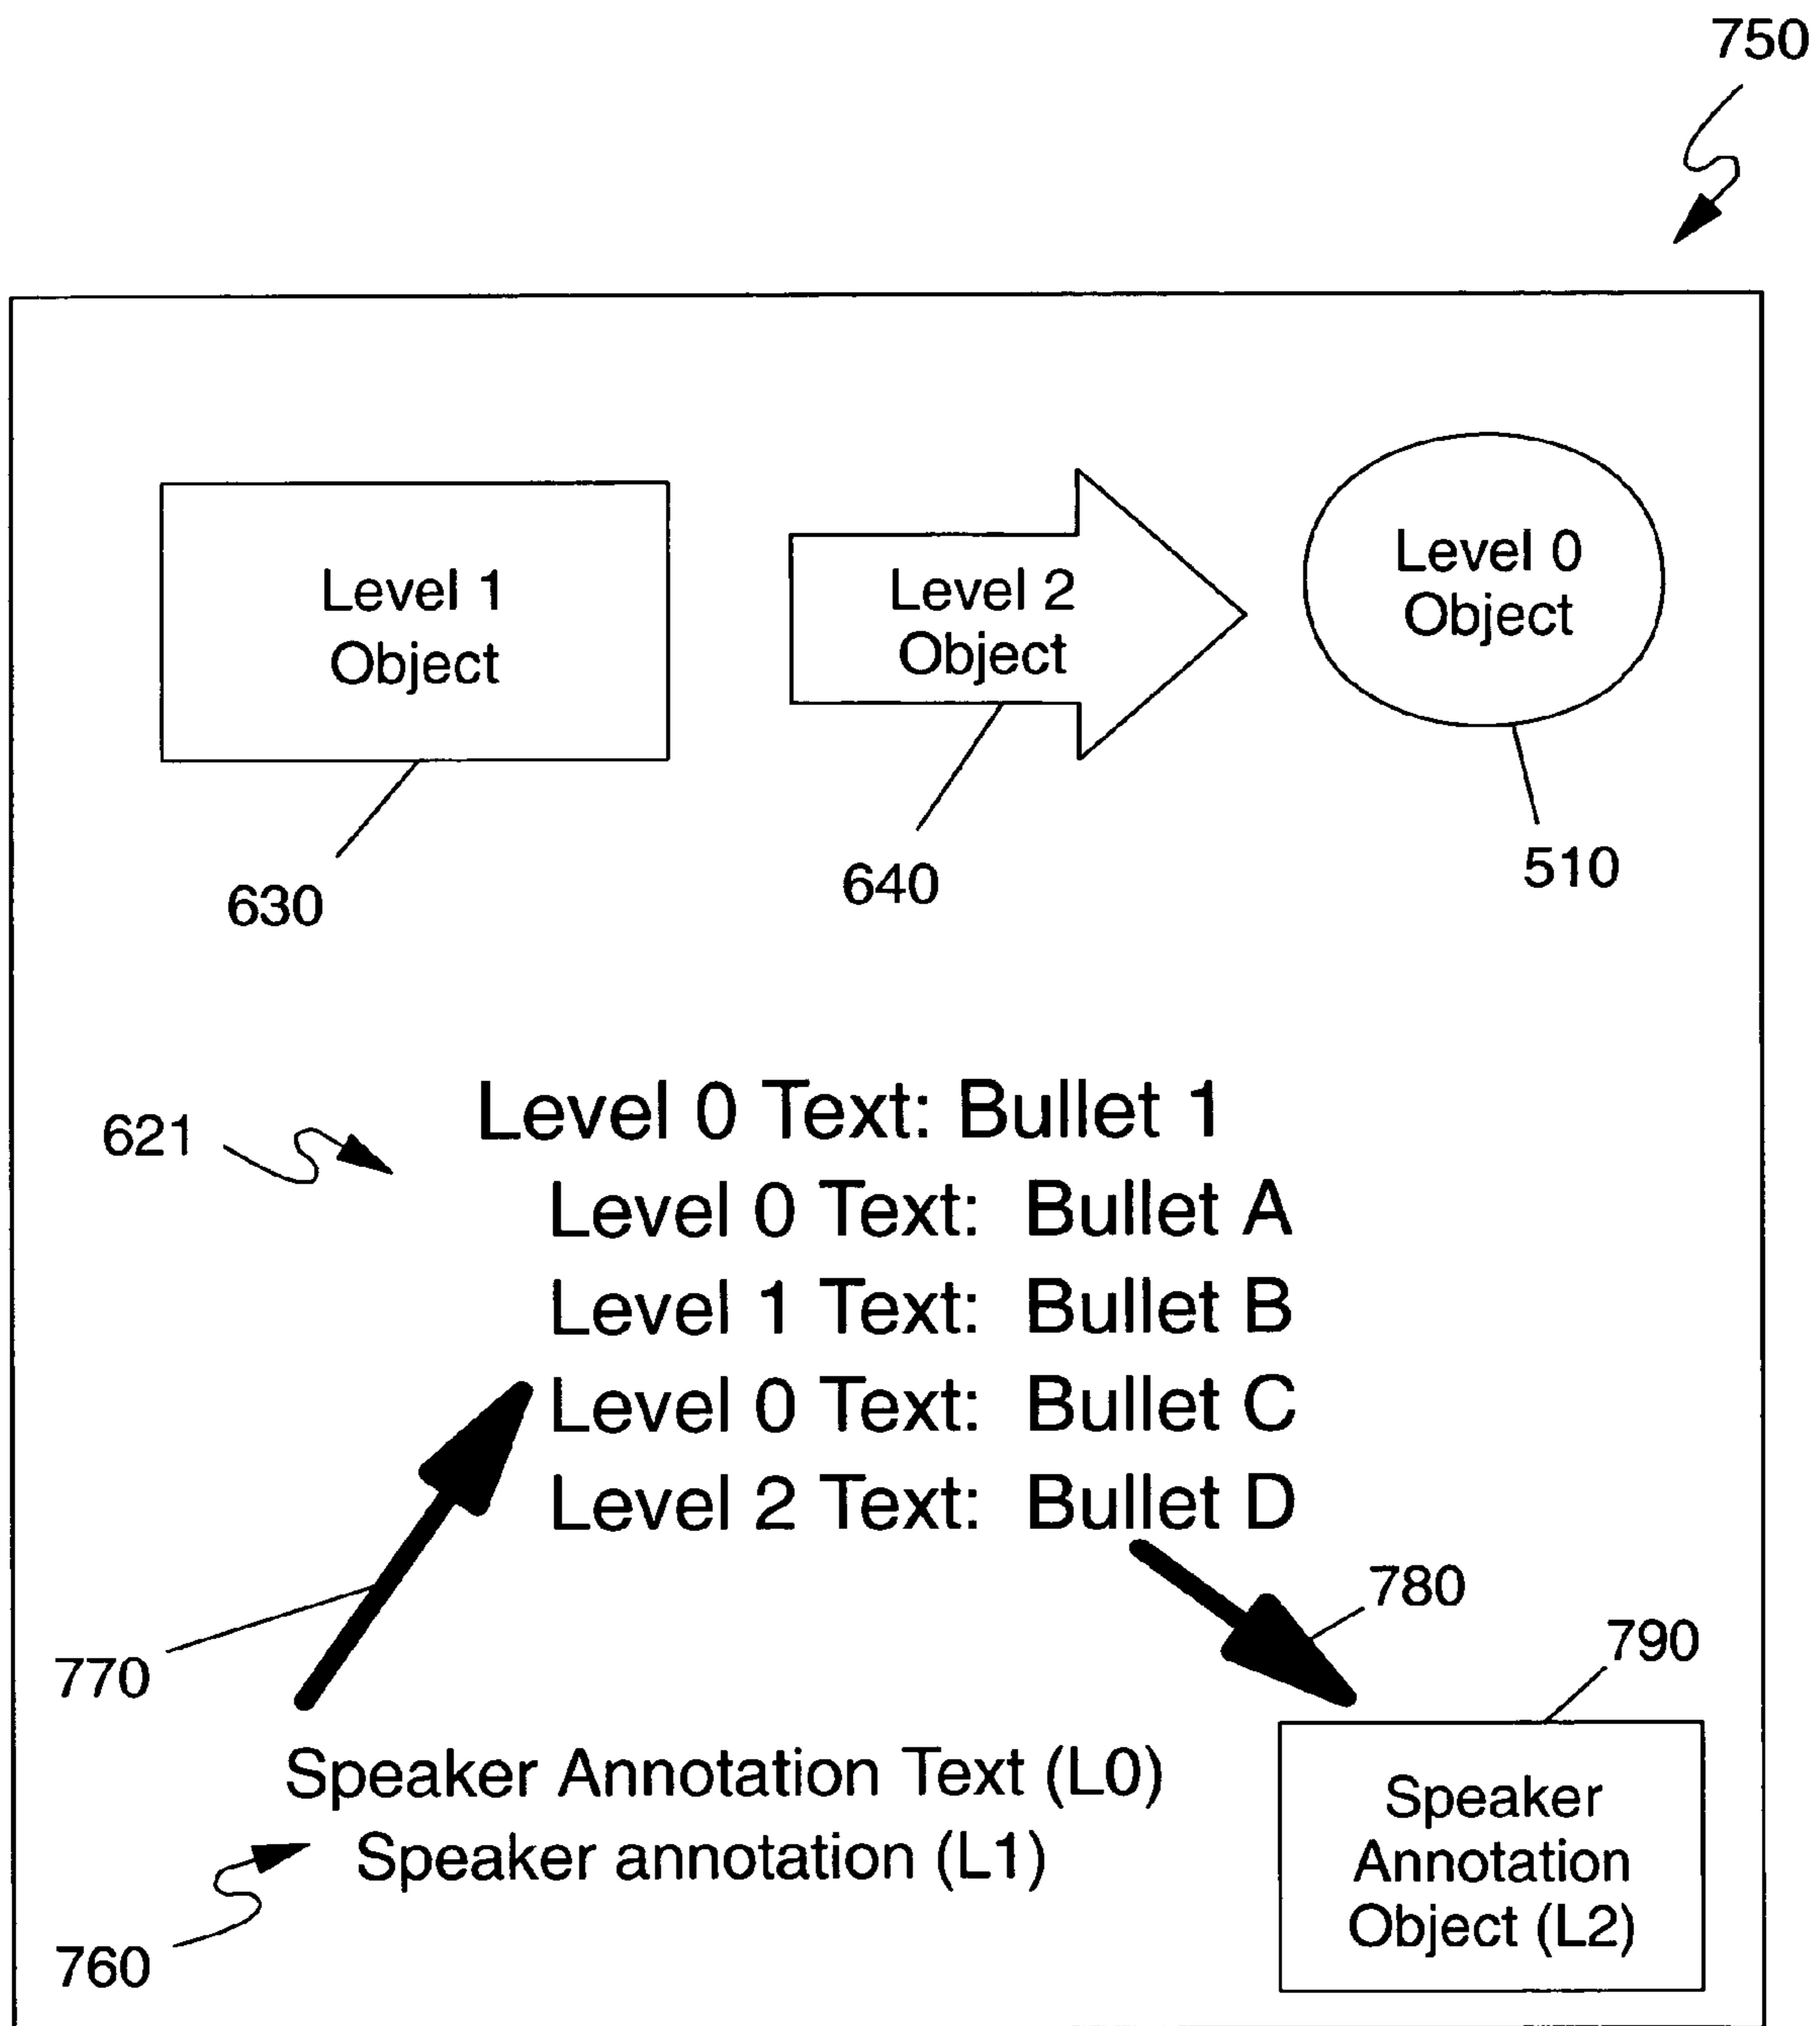 750
Level 1
Object
Level 2
Object
Level 0
Object
630
640
510
621
Level 0 Text: Bullet 1
Level 0 Text: Bullet A
Level 1 Text: Bullet B
Level 0 Text: Bullet C
Level 2 Text: Bullet D
770
780
790
Speaker Annotation Text (L0)
Speaker annotation (L1)
760
Speaker
Annotation
Object (L2)